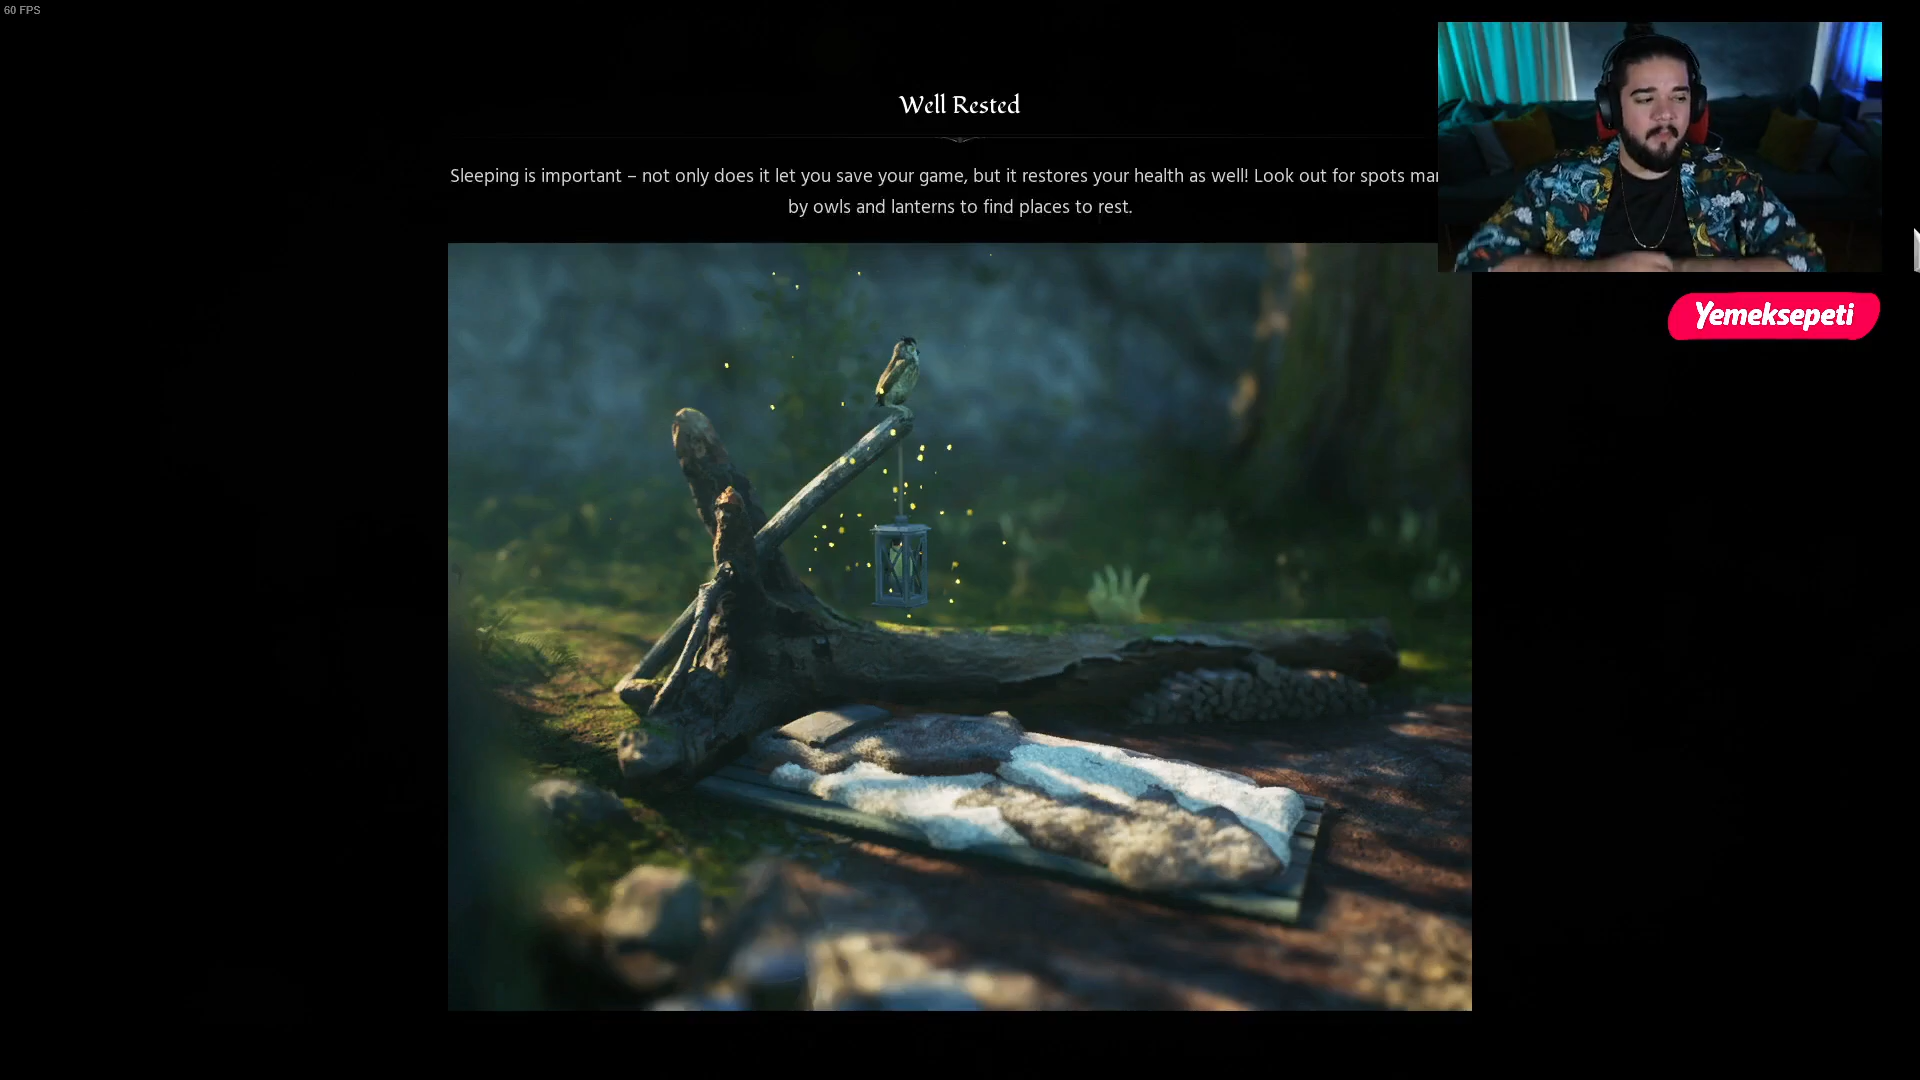 60 FPS
Well Rested
Sleeping is important – not only does it let you save your game, but it restores your health as well! Look out for spots
by owls and lanterns to find places to rest.
Yemeksepeti